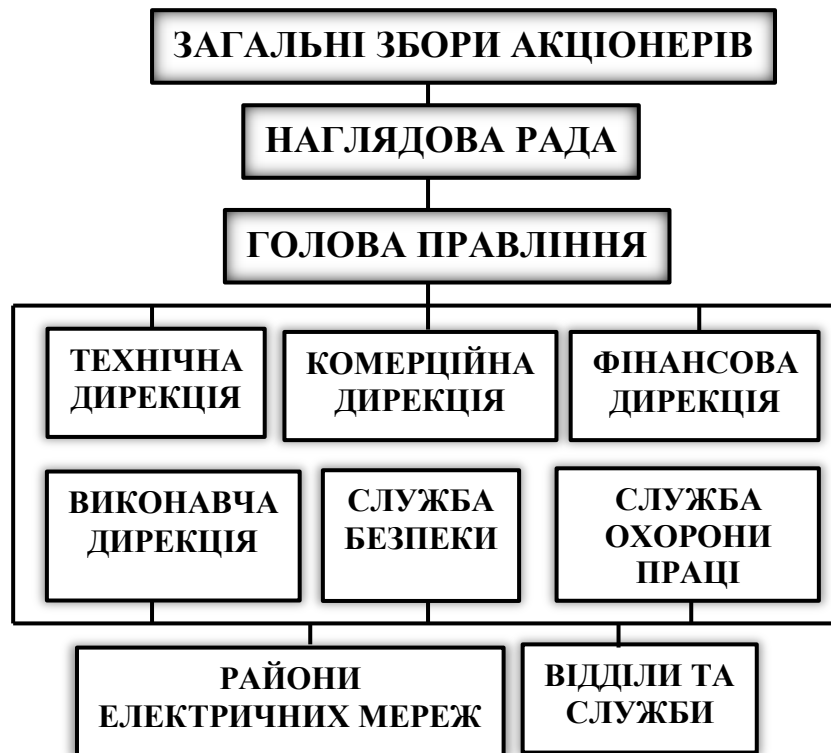 ЗАГАЛЬНІ ЗБОРИ АКЦІОНЕРІВ
НАГЛЯДОВА РАДА
ГОЛОВА ПРАВЛІННЯ
ТЕХНІЧНА
ДИРЕКЦІЯ
КОМЕРЦІЙНА
ДИРЕКЦІЯ
ФІНАНСОВА
ДИРЕКЦІЯ
ВИКОНАВЧА
ДИРЕКЦІЯ
СЛУЖБА
БЕЗПЕКИ
СЛУЖБА
ОХОРОНИ
ПРАЦІ
РАЙОНИ
ЕЛЕКТРИЧНИХ МЕРЕЖ
ВІДДІЛИ ТА
СЛУЖБИ